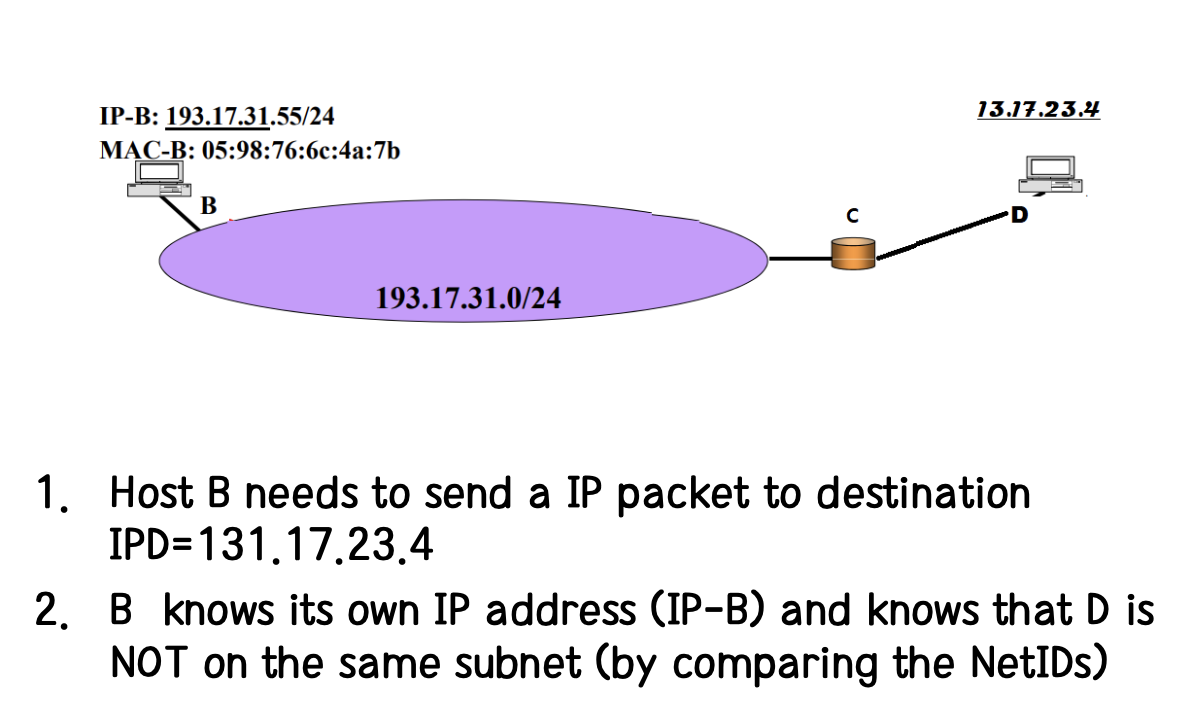 IP-B: 193.17.31.55/24
MAC-B: 05:98:76:6c:4a:7b
13.17.23.4
B
C
D
193.17.31.0/24
1. Host B needs to send a IP packet to destination
IPD=131.17.23.4
2. B knows its own IP address (IP-B) and knows that D is
NOT on the same subnet (by comparing the NetIDs)